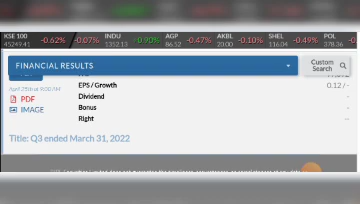 KSE 100 INDU AGP AKBL SHEL POL
-0.62% -0.07% +0.90% -0.47% -0.10% -0.49%
45249.41 1352.13 86.52 20.00 116.04 378.36
FINANCIAL RESULTS
Custom Search
EPS / Growth 0.12 / -
April 28th at 9:00 AM
Dividend -
PDF
Bonus -
IMAGE
Right --
Title: Q3 ended March 31, 2022